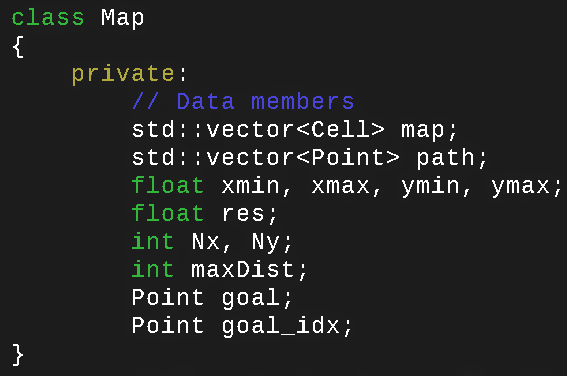 class Map
{
    private:
        // Data members
        std::vector<Cell> map;
        std::vector<Point> path;
        float xmin, xmax, ymin, ymax;
        float res;
        int Nx, Ny;
        int maxDist;
        Point goal;
        Point goal_idx;
}